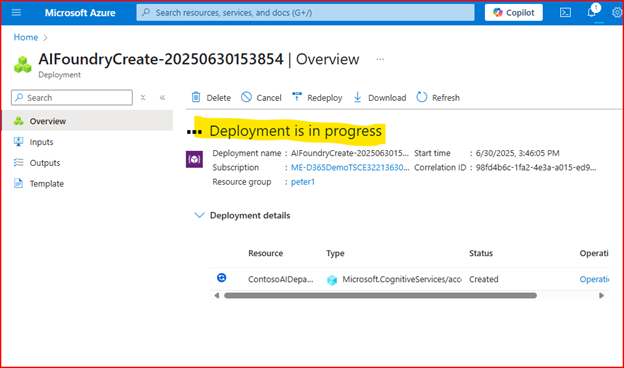 Microsoft Azure
Search resources, services, and docs (G+/)
Copilot
1
Home
AIFoundryCreate-20250630153854 | Overview
Deployment
Search
Delete Cancel Redeploy Download Refresh
Overview
Inputs
Outputs
Template
Deployment is in progress
Deployment name : AIFoundryCreate-2025063015... Start time : 6/30/2025, 3:46:05 PM
Subscription : ME-D365DemoTSCE32213630... Correlation ID : 98fd4b6c-1fa2-4e3a-a015-ed9...
Resource group : peter1
Deployment details
Resource Type Status Operati
ContosoAIDepa... Microsoft.CognitiveServices/acc Created Operati